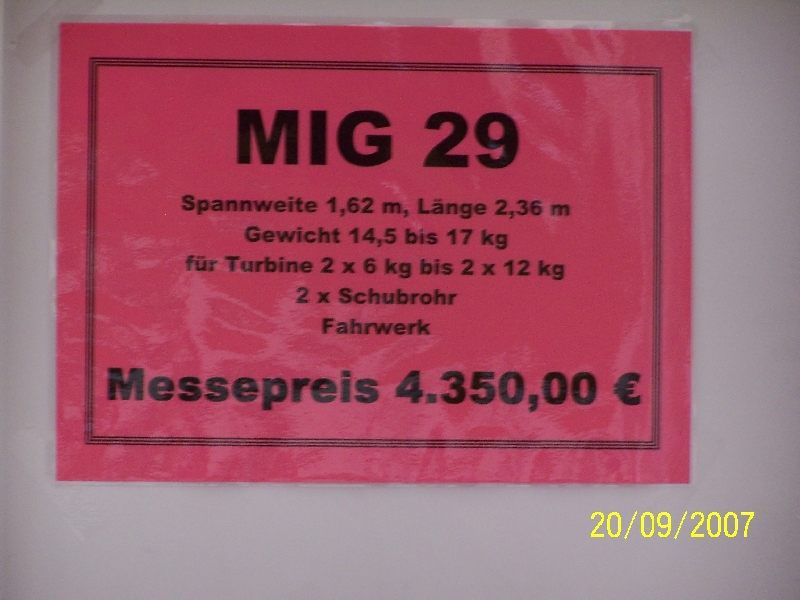 MIG 29
Spannweite 1,62 m, Länge 2,36 m
Gewicht 14,5 bis 17 kg
für Turbine 2 x 6 kg bis 2 x 12 kg
2 x Schubrohr
Fahrwerk
Messepreis 4.350,00 €
20/09/2007